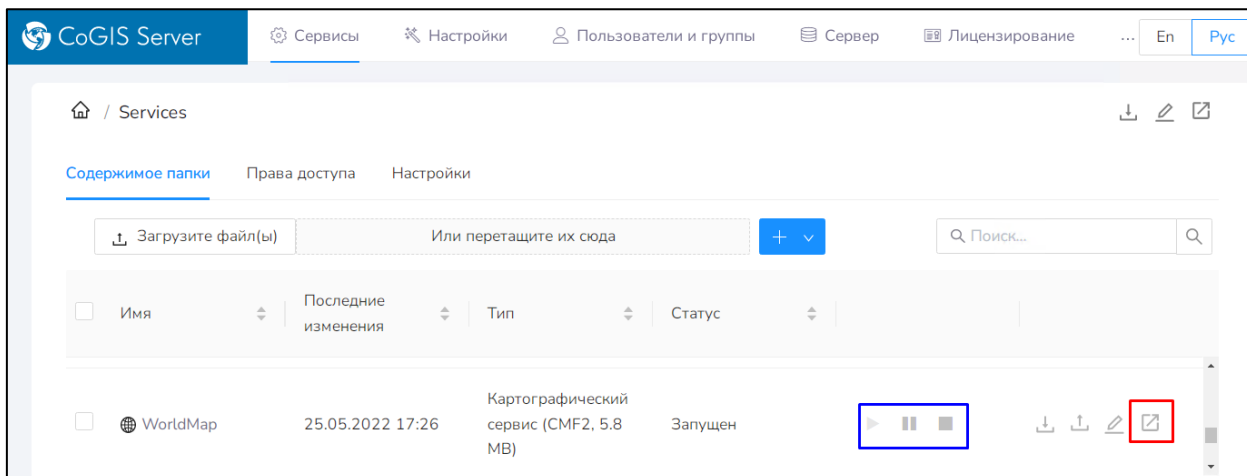 CoGIS Server
Сервисы
Настройки
Пользователи и группы
Сервер
Лицензирование
...
En
Рус
/ Services
Содержимое папки
Права доступа
Настройки
Загрузите файл(ы)
Или перетащите их сюда
Поиск...
Имя
Последние
изменения
Тип
Статус
WorldMap
25.05.2022 17:26
Картографический
сервис (CMF2, 5.8
MB)
Запущен